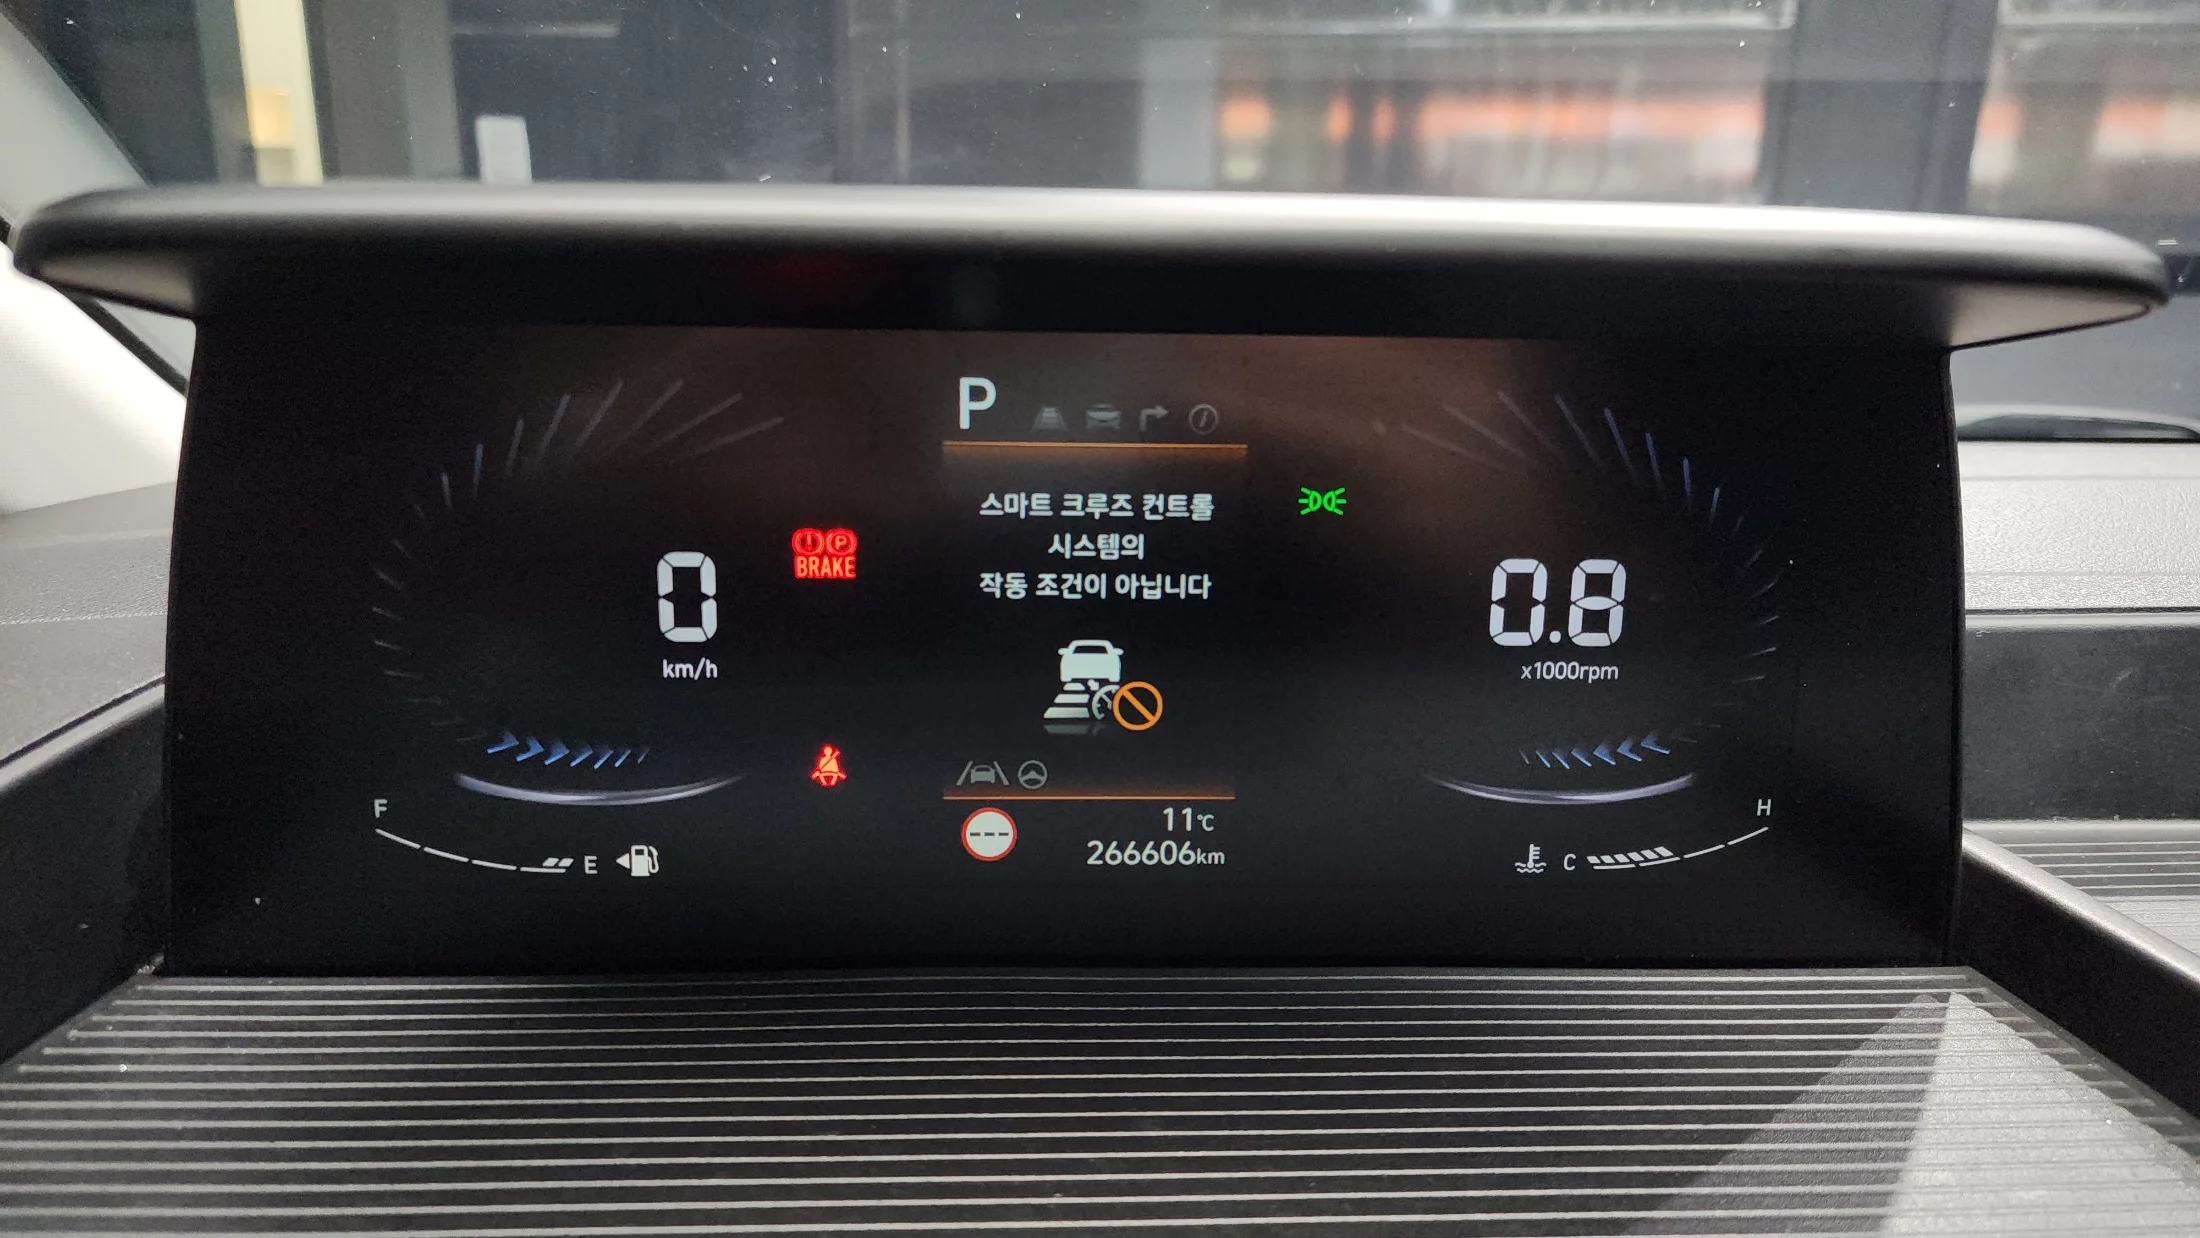 P
스마트 크루즈 컨트롤
시스템의
작동 조건이 아닙니다
P
BRAKE
0
km/h
0.8
x1000rpm
F
E
---
11℃
266606km
C
H